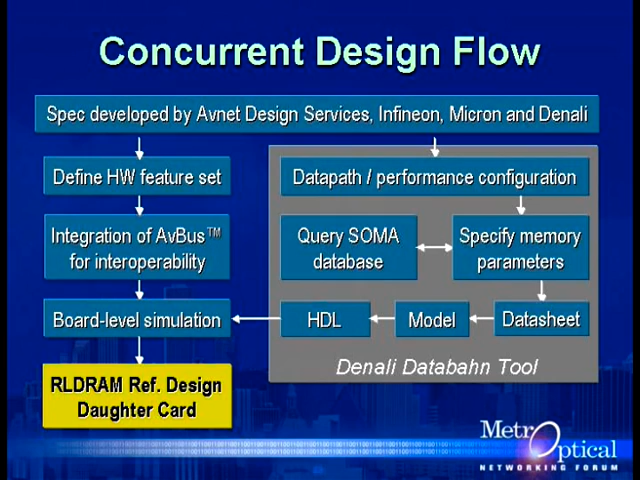 Concurrent Design Flow
Spec developed by Avnet Design Services, Infineon, Micron and Denali
Define HW feature set
Datapath / performance configuration
Integration of AvBus™
for interoperability
Query SOMA
database
Specify memory
parameters
Board-level simulation
HDL
Model
Datasheet
Denali Databahn Tool
RLDRAM Ref. Design
Daughter Card
MetrOptical
NETWORKING FORUM